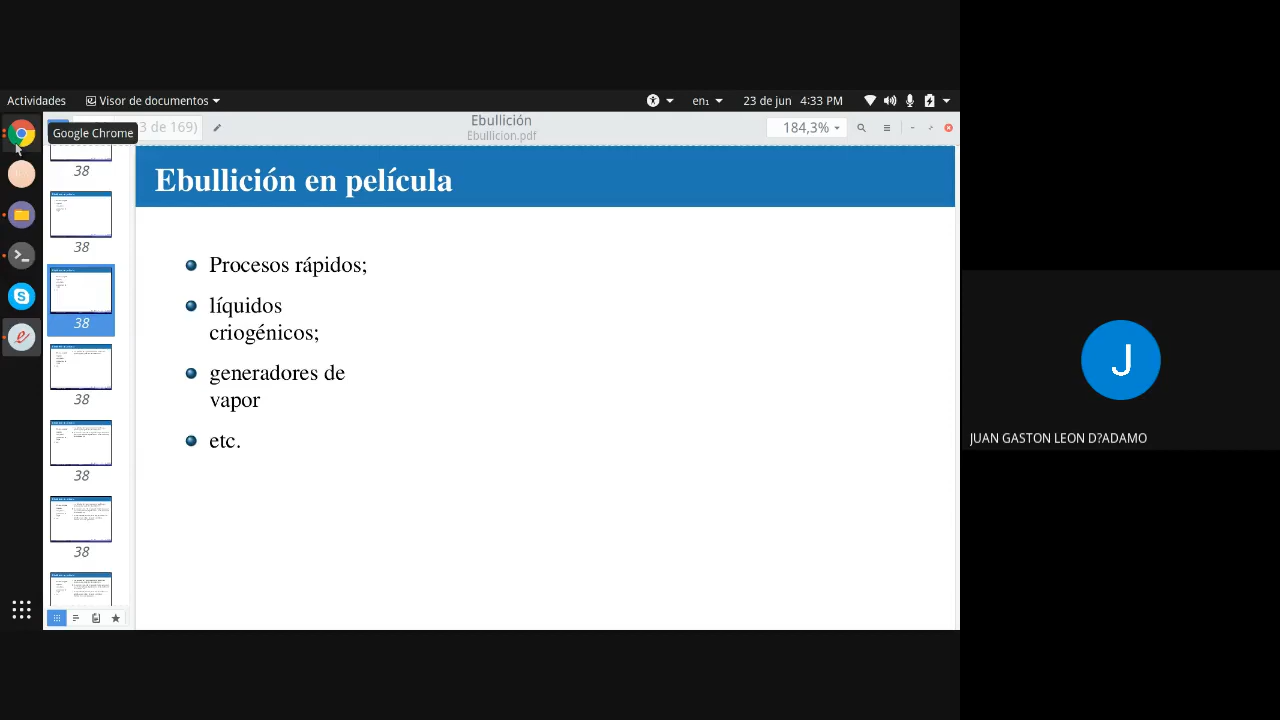 Actividades
Visor de documentos
en₁
23 de jun 4:33 PM
Google Chrome
3 de 169)
Ebullición
Ebullicion.pdf
184,3%
38
38
38
38
38
38
Ebullición en película
Procesos rápidos;
líquidos
criogénicos;
generadores de
vapor
etc.
J
JUAN GASTON LEON D?ADAMO